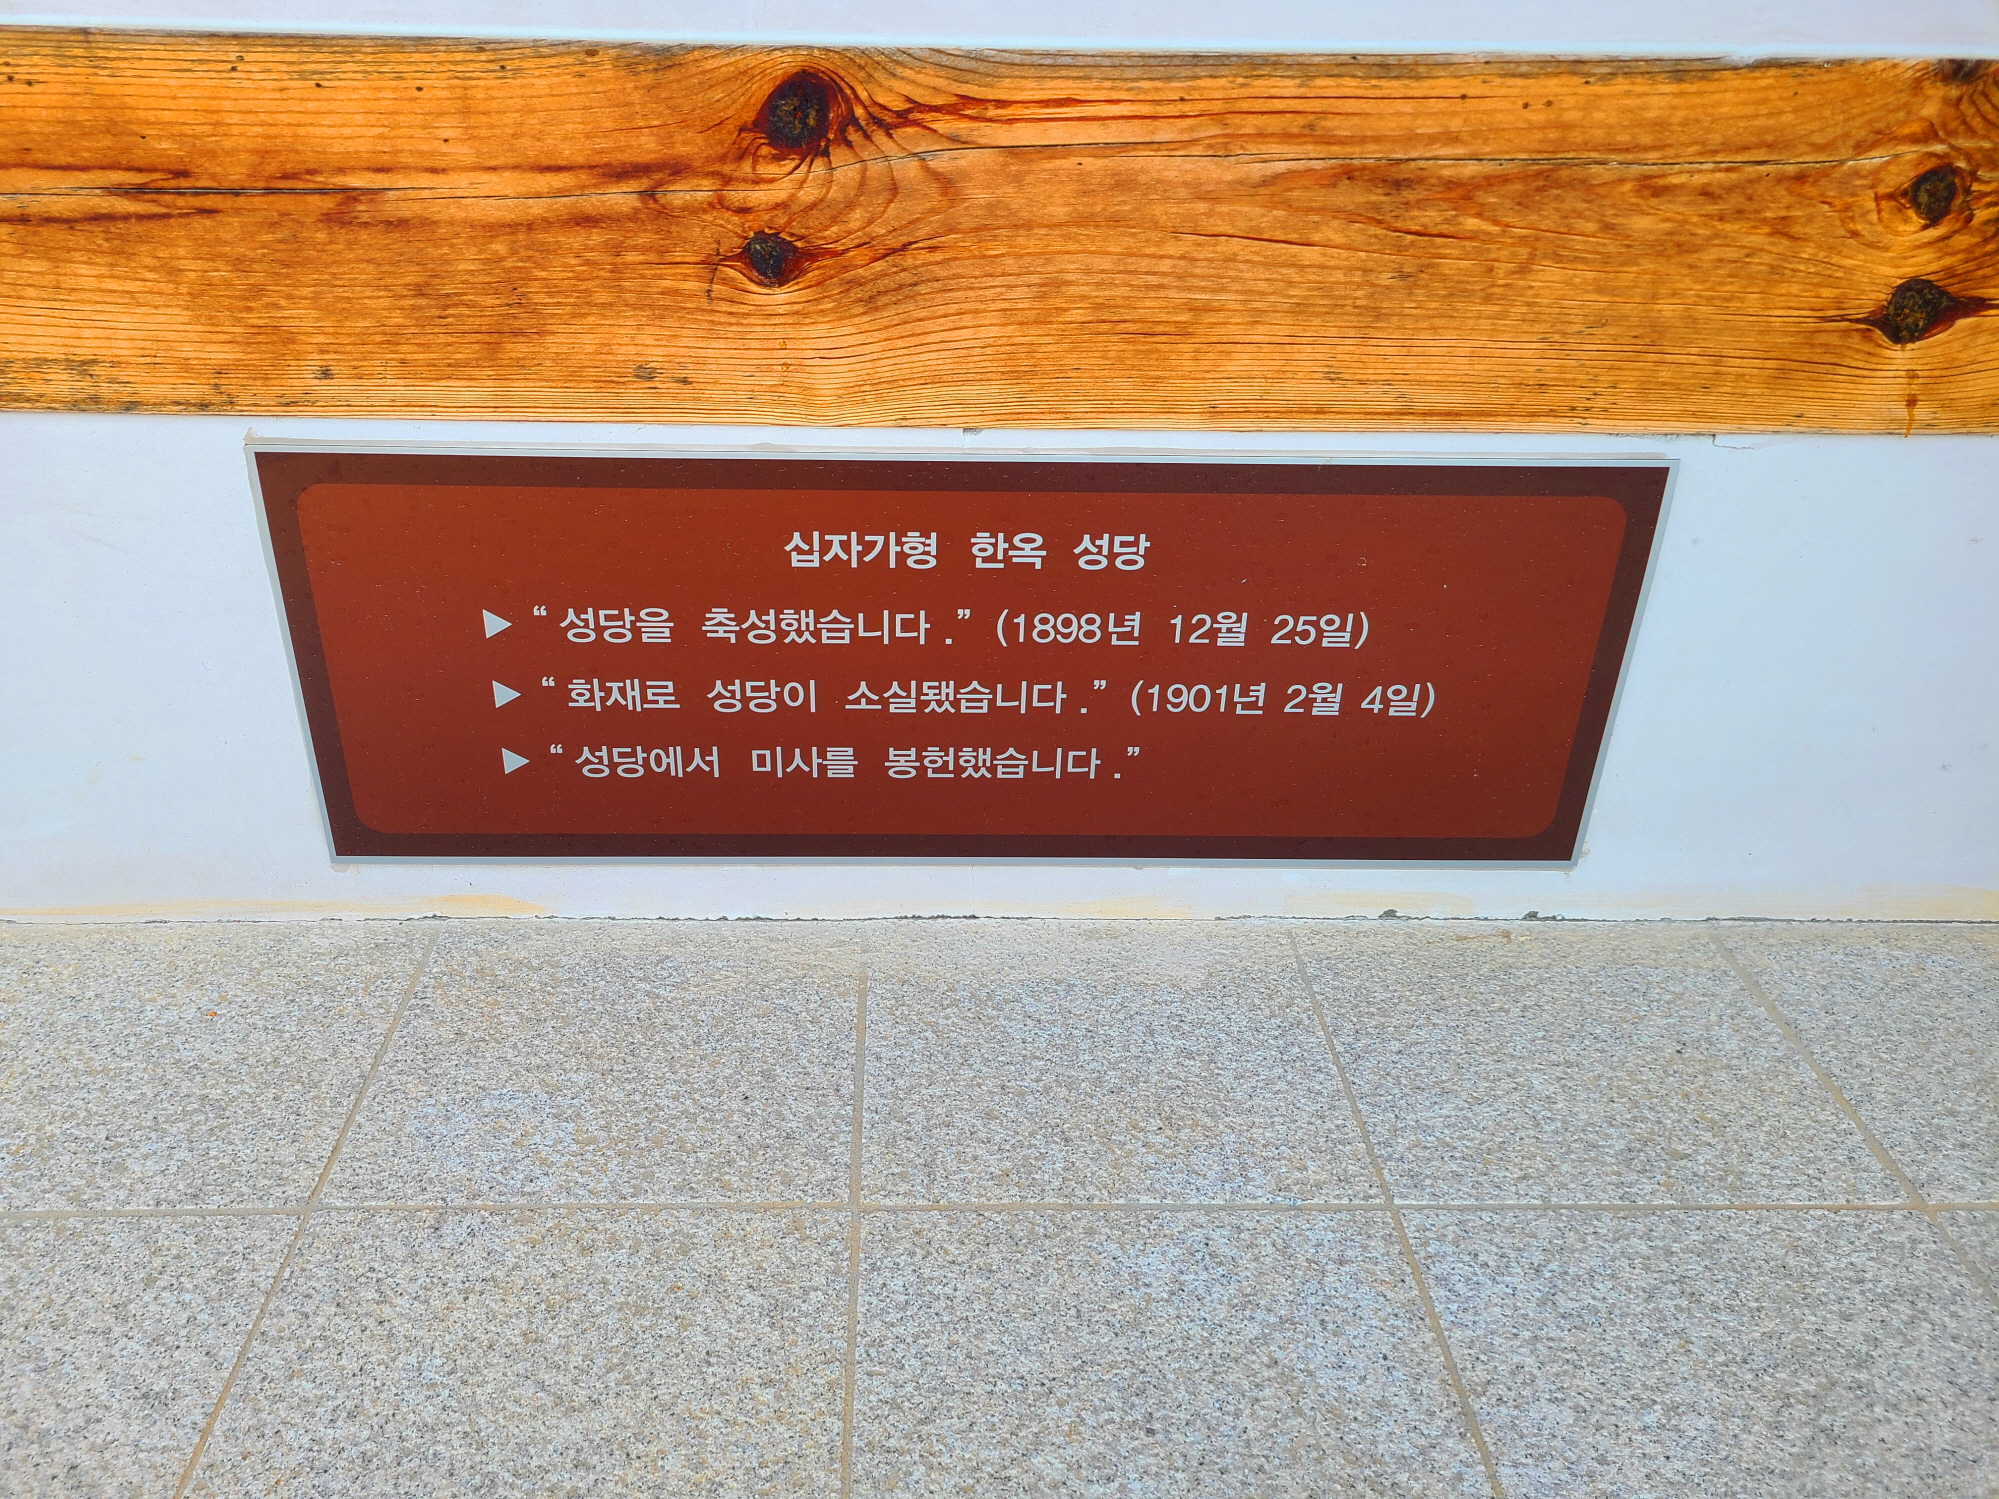 십자가형 한옥 성당
▶ “성당을 축성했습니다.” (1898년 12월 25일)
▶ “화재로 성당이 소실됐습니다.” (1901년 2월 4일)
▶ “성당에서 미사를 봉헌했습니다.”